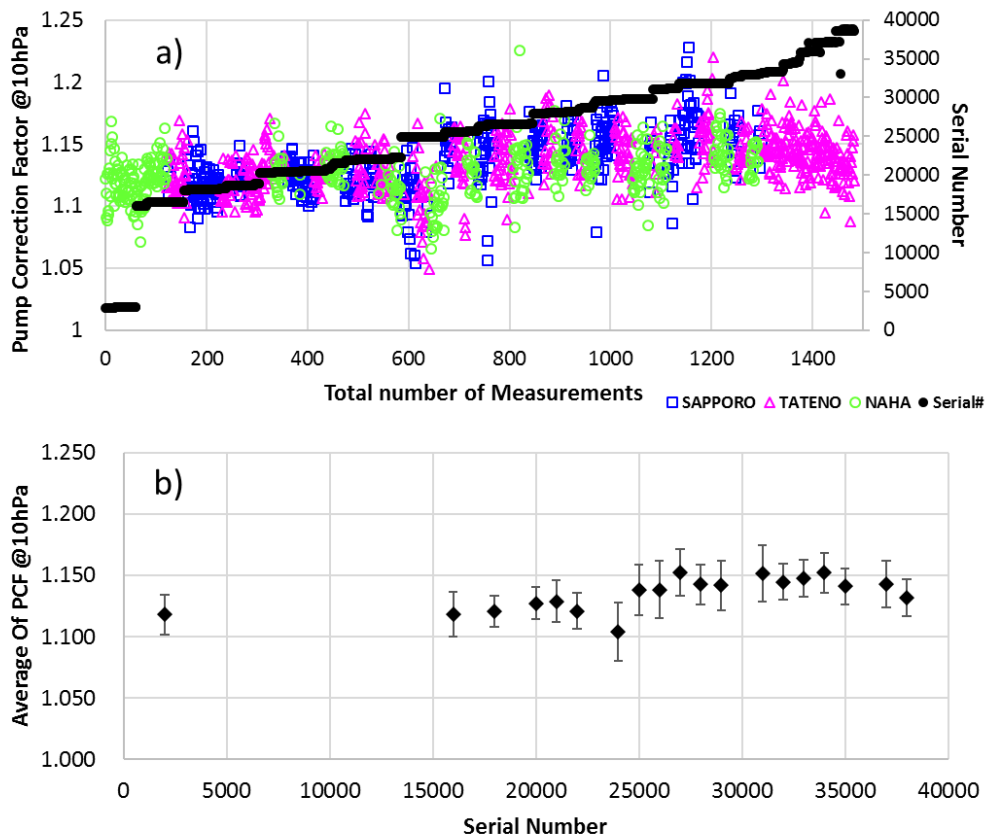 a)
Pump Correction Factor @10hPa
1.25
1.2
1.15
1.1
1.05
1
40000
35000
30000
25000
20000
15000
10000
5000
0
Serial Number
0 200 400 600 800 1000 1200 1400
Total number of Measurements
SAPPORO TATENO NAHA Serial#
b)
Average Of PCF @10hPa
1.250
1.200
1.150
1.100
1.050
1.000
0 5000 10000 15000 20000 25000 30000 35000 40000
Serial Number